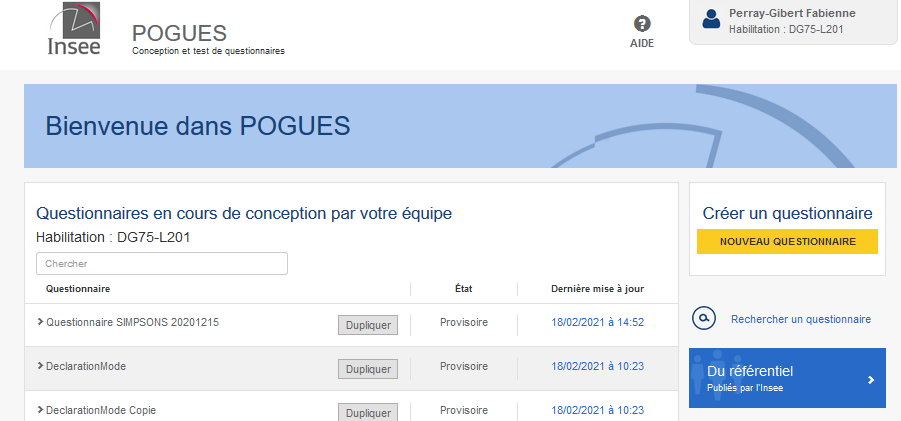 Insee
POGUES
Conception et test de questionnaires
?
AIDE
Perray-Gibert Fabienne
Habilitation : DG75-L201
Bienvenue dans POGUES
Questionnaires en cours de conception par votre équipe
Habilitation : DG75-L201
Chercher
Questionnaire État Dernière mise à jour
Questionnaire SIMPSONS 20201215 Dupliquer Provisoire 18/02/2021 à 14:52
DeclarationMode Dupliquer Provisoire 18/02/2021 à 10:23
DeclarationMode Copie Dupliquer Provisoire 18/02/2021 à 10:23
Créer un questionnaire
NOUVEAU QUESTIONNAIRE
Rechercher un questionnaire
Du référentiel
Publiés par l'Insee